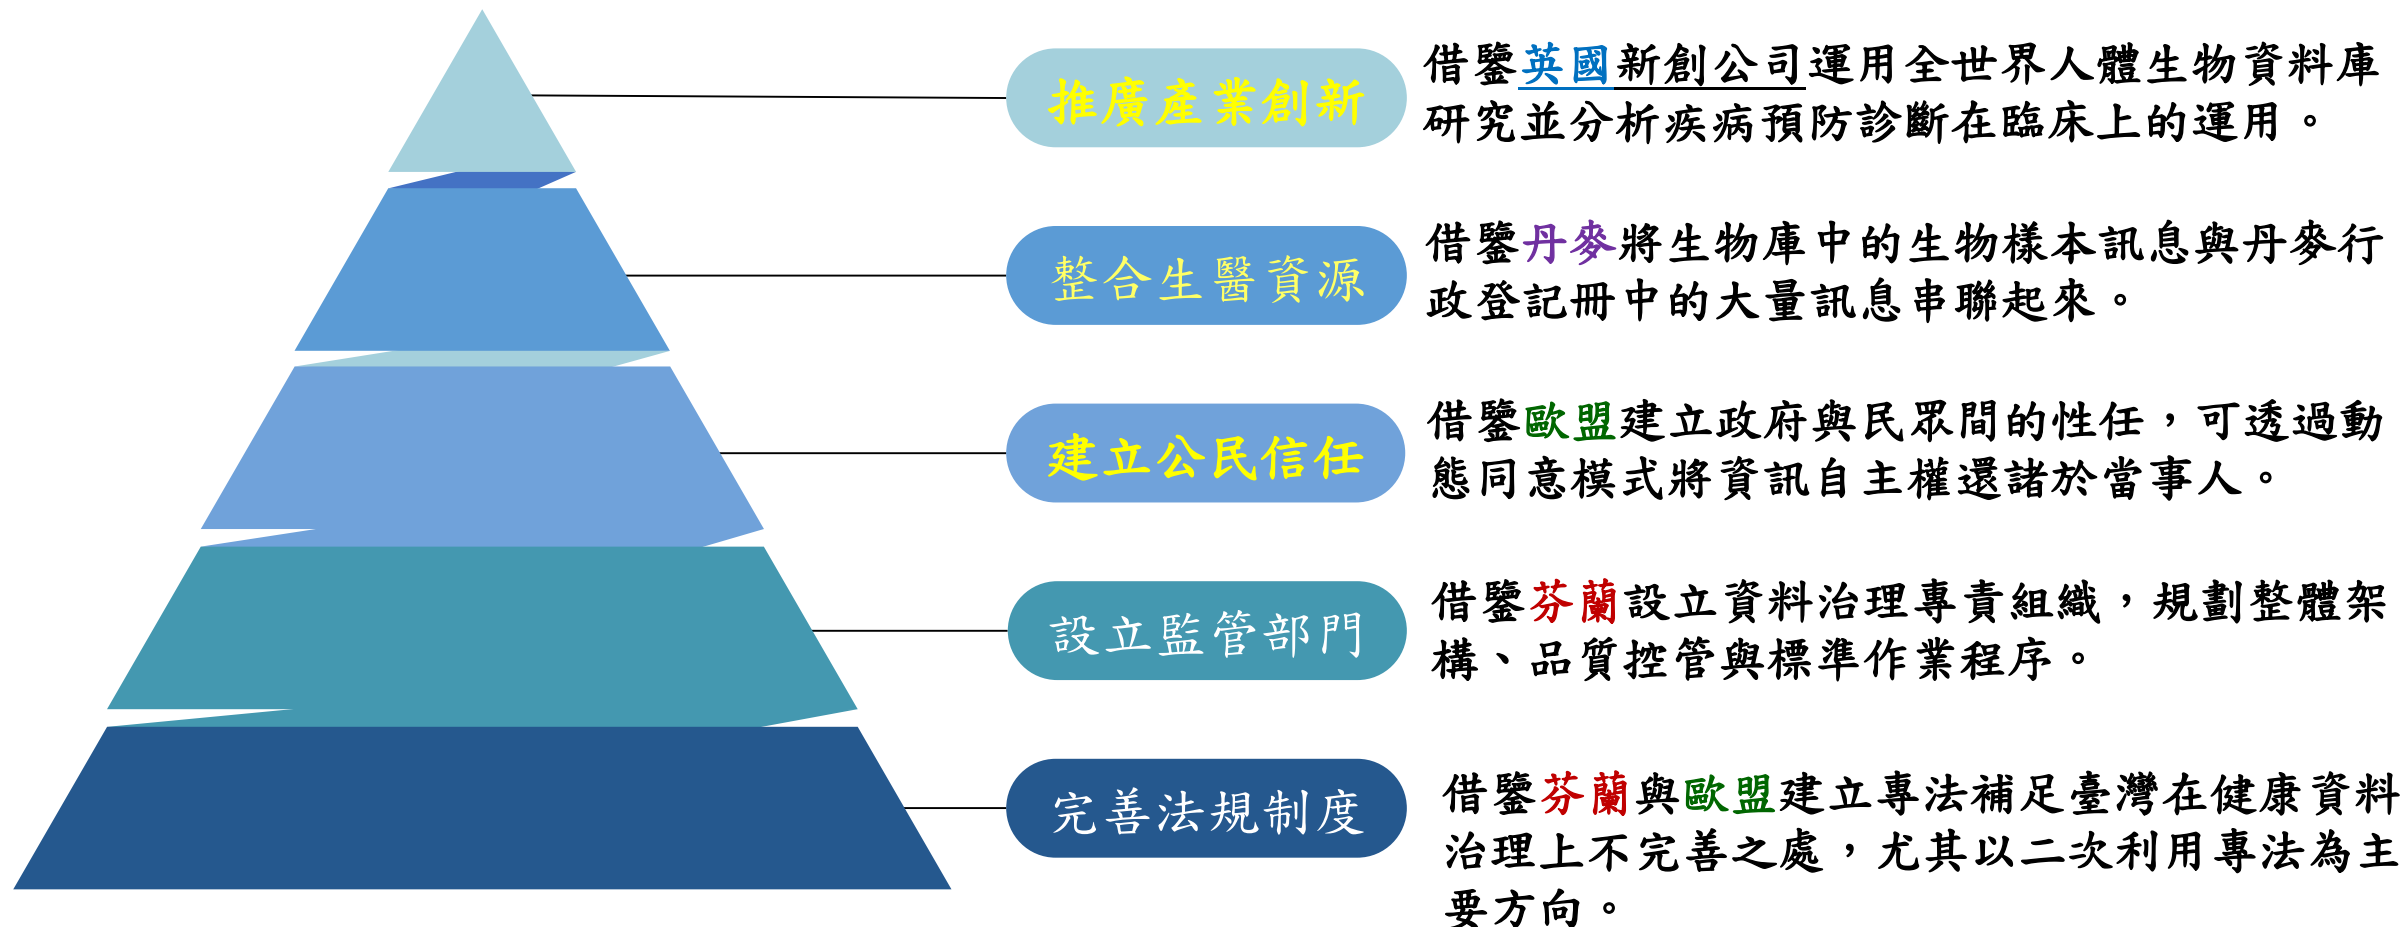 推廣產業創新
借鑒英國新創公司運用全世界人體生物資料庫
研究並分析疾病預防診斷在臨床上的運用。
整合生醫資源
借鑒丹麥將生物庫中的生物樣本訊息與丹麥行
政登記冊中的大量訊息串聯起來。
建立公民信任
借鑒歐盟建立政府與民眾間的性任，可透過動
態同意模式將資訊自主權還諸於當事人。
設立監管部門
借鑒芬蘭設立資料治理專責組織，規劃整體架
構、品質控管與標準作業程序。
完善法規制度
借鑒芬蘭與歐盟建立專法補足臺灣在健康資料
治理上不完善之處，尤其以二次利用專法為主
要方向。